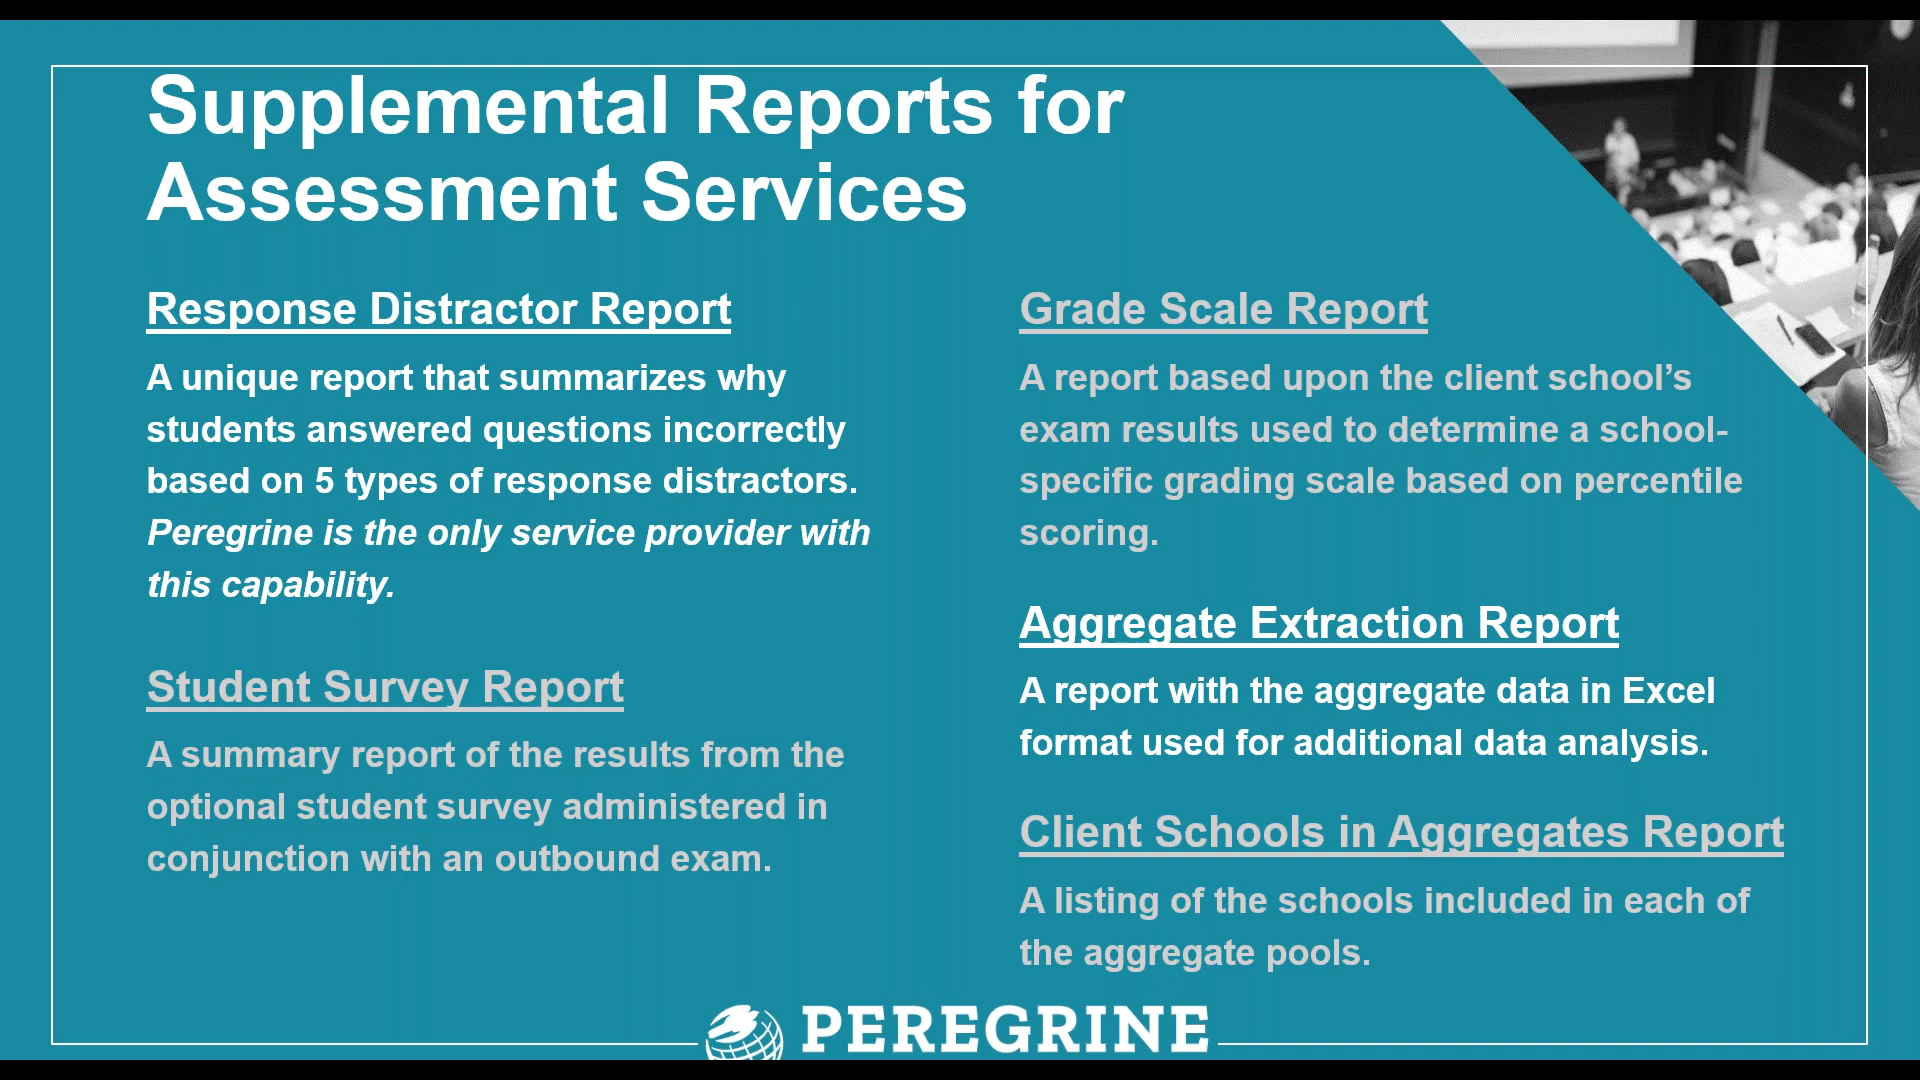 Supplemental Reports for
Assessment Services
Response Distractor Report
A unique report that summarizes why
students answered questions incorrectly
based on 5 types of response distractors.
Peregrine is the only service provider with
this capability.
Student Survey Report
A summary report of the results from the
optional student survey administered in
conjunction with an outbound exam.
Grade Scale Report
A report based upon the client school’s
exam results used to determine a school-
specific grading scale based on percentile
scoring.
Aggregate Extraction Report
A report with the aggregate data in Excel
format used for additional data analysis.
Client Schools in Aggregates Report
A listing of the schools included in each of
the aggregate pools.
PEREGRINE